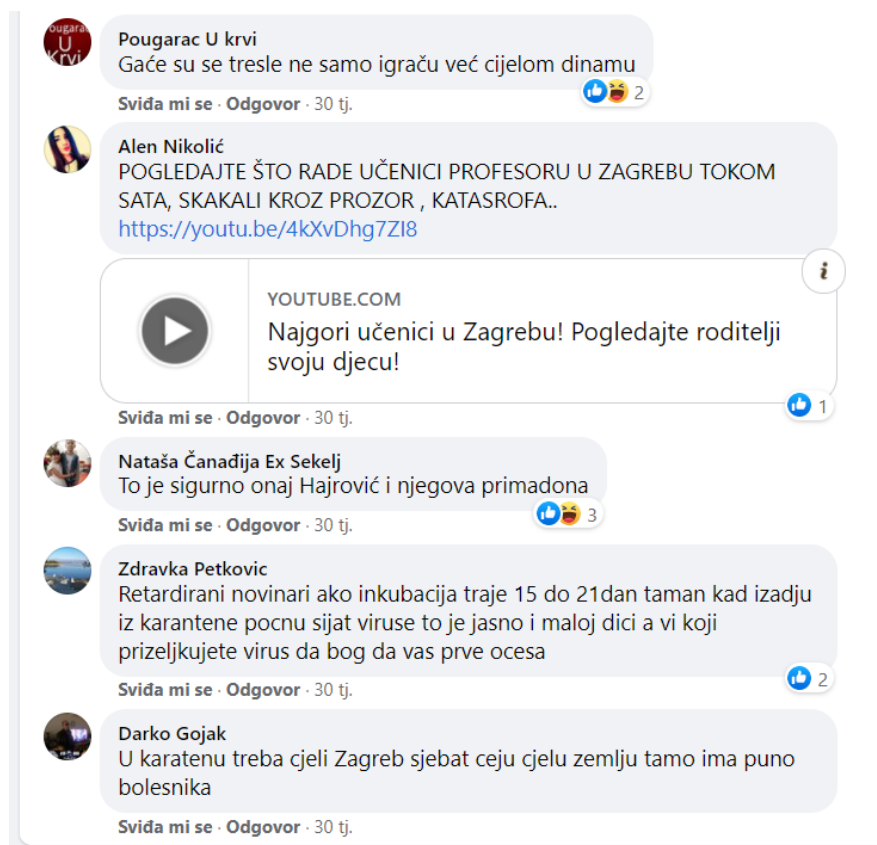 ougara
U
Krvi
Pougarac U krvi
Gaće su se tresle ne samo igraču već cijelom dinamu
2
Sviđa mi se · Odgovor · 30 tj.
Alen Nikolić
POGLEDAJTE ŠTO RADE UČENICI PROFESORU U ZAGREBU TOKOM
SATA, SKAKALI KROZ PROZOR , KATASROFA..
https://youtu.be/4kXvDhg7ZI8
i
YOUTUBE.COM
Najgori učenici u Zagrebu! Pogledajte roditelji
svoju djecu!
1
Sviđa mi se · Odgovor · 30 tj.
Nataša Čanađija Ex Sekelj
To je sigurno onaj Hajrović i njegova primadona
3
Sviđa mi se · Odgovor · 30 tj.
Zdravka Petkovic
Retardirani novinari ako inkubacija traje 15 do 21dan taman kad izadju
iz karantene pocnu sijat viruse to je jasno i maloj dici a vi koji
prizeljkujete virus da bog da vas prve ocesa
2
Sviđa mi se · Odgovor · 30 tj.
Darko Gojak
U karatenu treba cjeli Zagreb sjebat ceju cjelu zemlju tamo ima puno
bolesnika
Sviđa mi se · Odgovor · 30 tj.